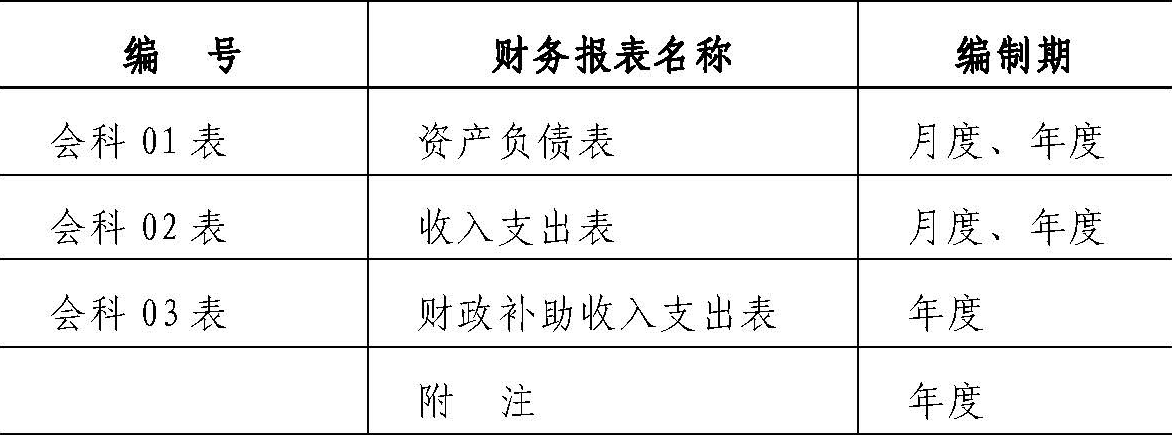 编 号 财务报表名称 编制期
会科 01 表 资产负债表 月度、年度
会科 02 表 收入支出表 月度、年度
会科 03 表 财政补助收入支出表 年度
附 注 年度